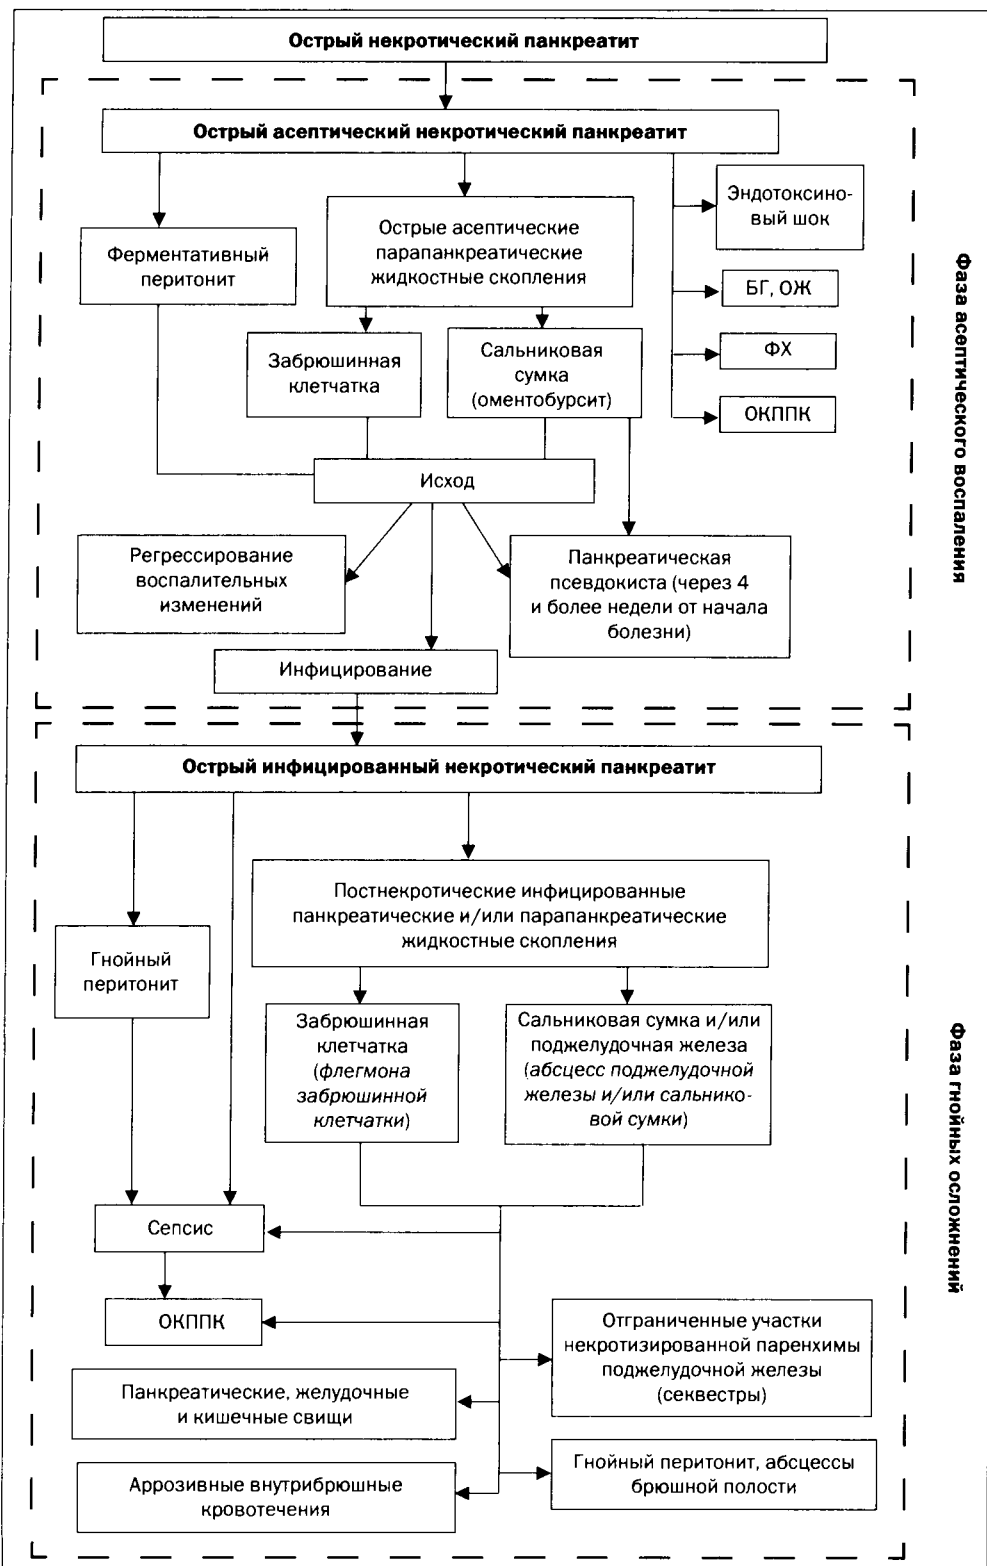 Острый некротический панкреатит
Острый асептический некротический панкреатит
Эндотоксино-
вый шок
Острые асептические
парапанкреатические
жидкостные скопления
Ферментативный
перитонит
БГ, ОЖ
ФХ
Забрюшинная
клетчатка
Сальниковая
сумка
(оментобурсит)
ОКППК
Исход
Регрессирование
воспалительных
изменений
Панкреатическая
псевдокиста (через 4
и более недели от начала
болезни)
Инфицирование
Фаза асептического воспаления
Острый инфицированный некротический панкреатит
Постнекротические инфицированные
панкреатические и/или парапанкреатические
жидкостные скопления
Гнойный
перитонит
Забрюшинная
клетчатка
(флегмона
забрюшинной
клетчатки)
Сальниковая сумка и/или
поджелудочная железа
(абсцесс поджелудочной
железы и/или сальнико-
вой сумки)
Сепсис
ОКППК
Отграниченные участки
некротизированной паренхимы
поджелудочной железы
(секвестры)
Панкреатические, желудочные
и кишечные свищи
Гнойный перитонит, абсцессы
брюшной полости
Аррозивные внутрибрюшные
кровотечения
Фаза гнойных осложнений